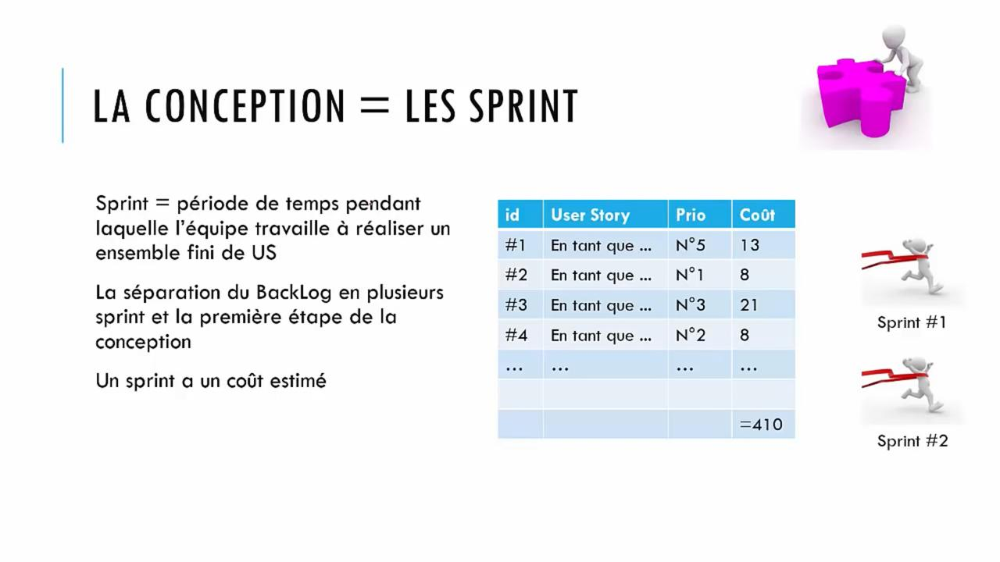 LA CONCEPTION = LES SPRINT
Sprint = période de temps pendant
laquelle l'équipe travaille à réaliser un
ensemble fini de US
La séparation du BackLog en plusieurs
sprint et la première étape de la
conception
Un sprint a un coût estimé
id User Story Prio Coût
#1 En tant que ... N°5 13
#2 En tant que ... N°1 8
#3 En tant que ... N°3 21
#4 En tant que ... N°2 8
... ... ... ...
=410
Sprint #1
Sprint #2